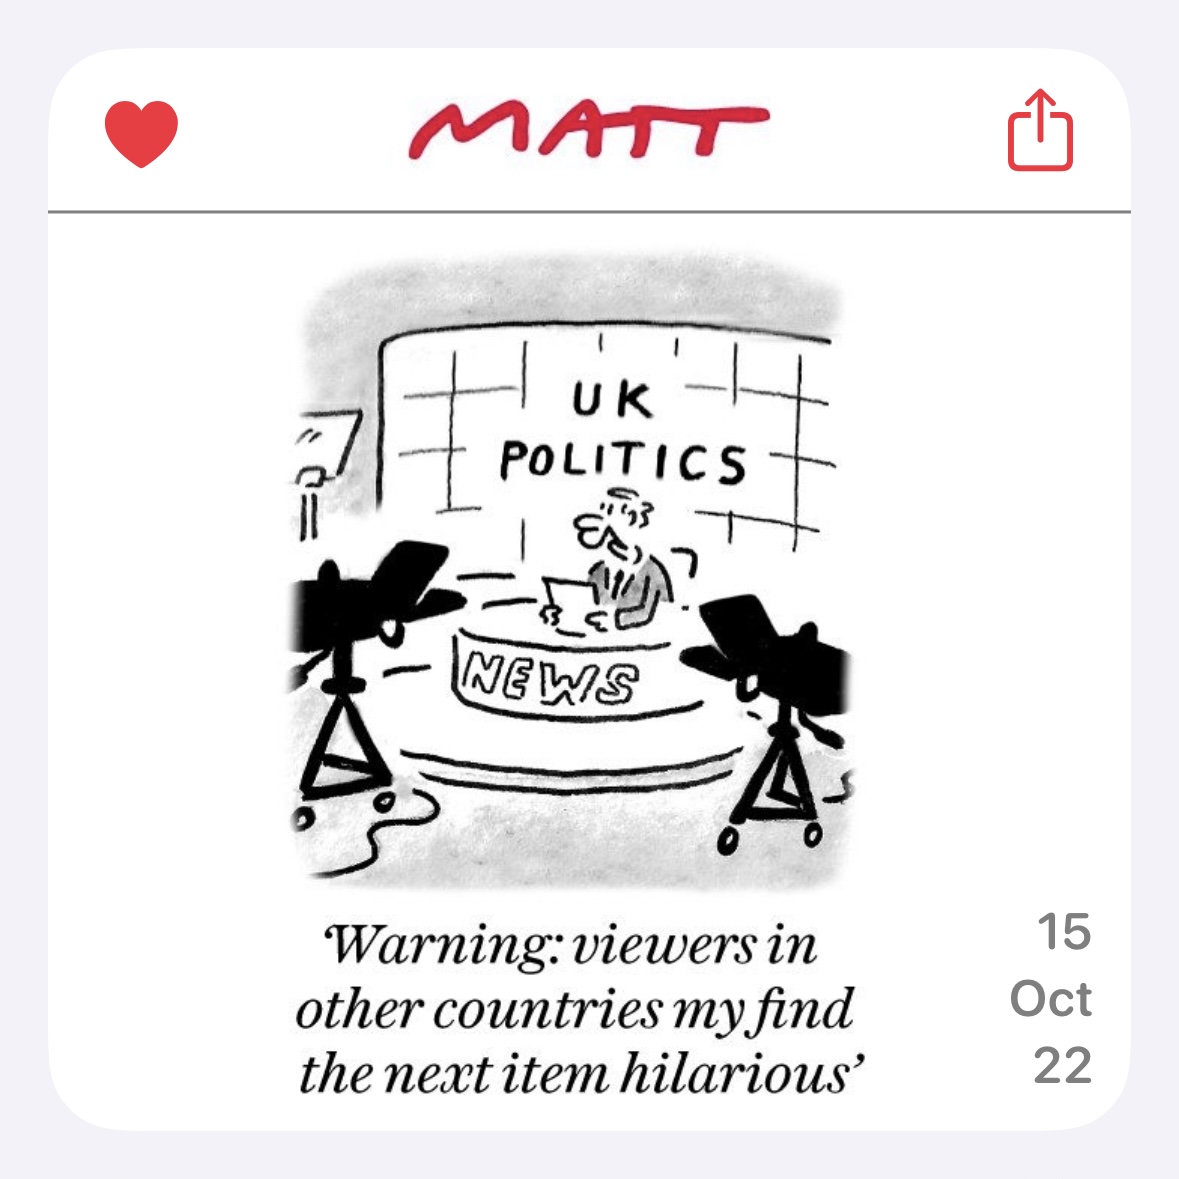 MATT
UK
POLITICS
NEWS
‘Warning: viewers in
other countries my find
the next item hilarious’
15
Oct
22